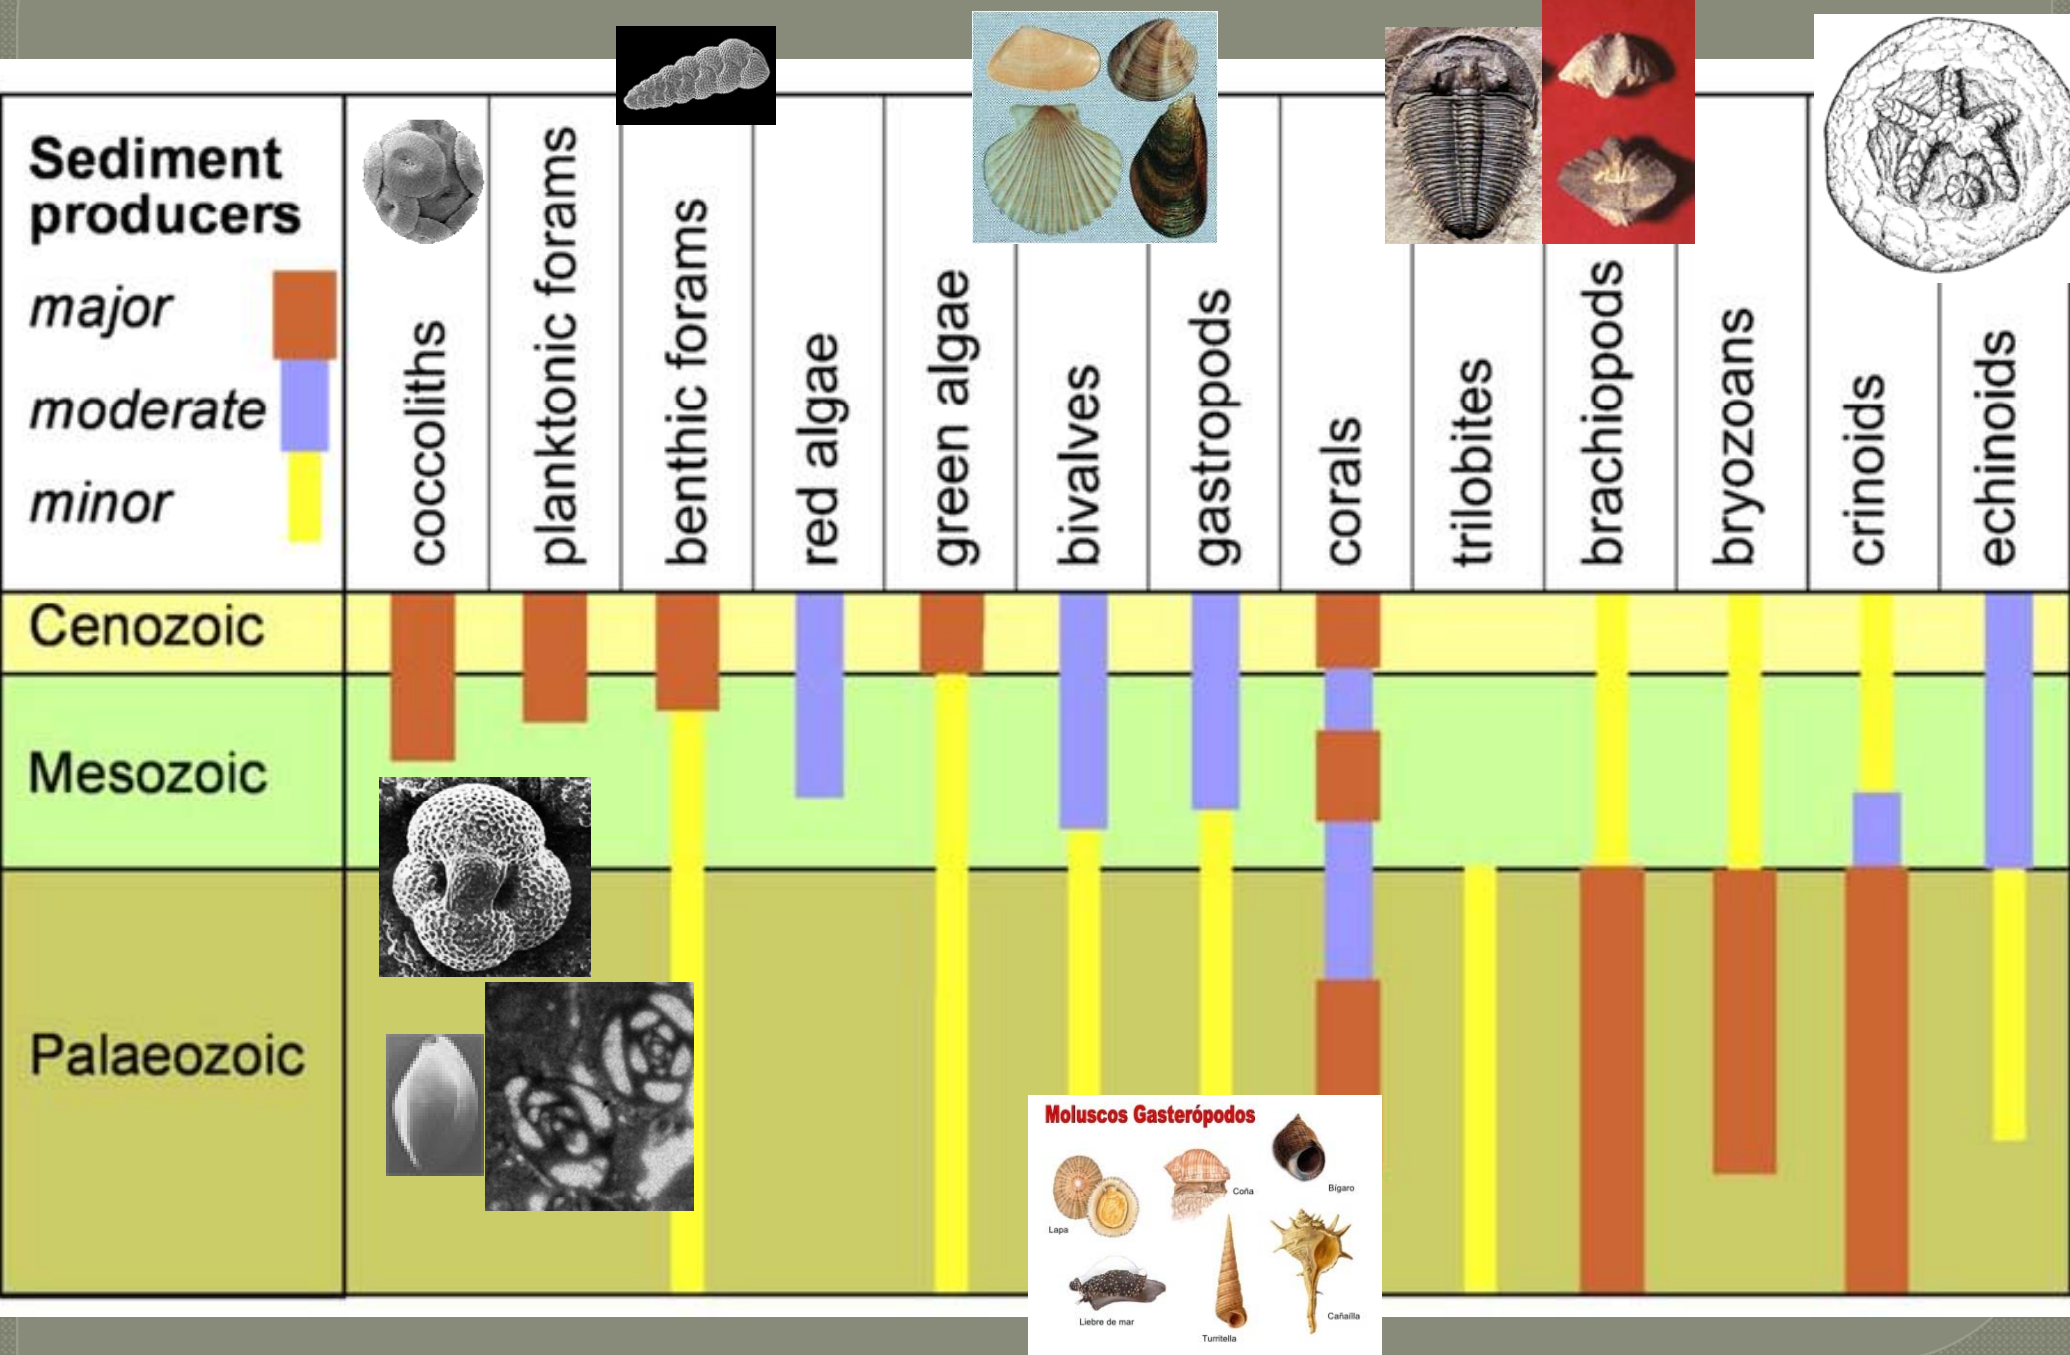 Sediment
producers
major
moderate
minor
coccoliths
planktonic forams
benthic forams
red algae
green algae
bivalves
gastropods
corals
trilobites
brachiopods
bryozoans
crinoids
echinoids
Cenozoic
Mesozoic
Palaeozoic
Moluscos Gasterópodos
Lapa
Coña
Bígaro
Liebre de mar
Turritella
Cañaílla